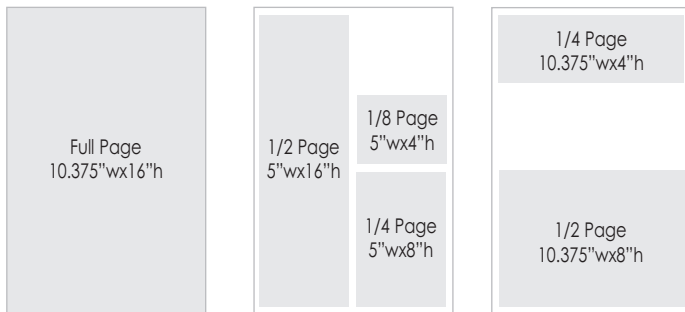 Full Page
10.375”wx16”h
1/2 Page
5”wx16”h
1/8 Page
5”wx4”h
1/4 Page
5”wx8”h
1/4 Page
10.375”wx4”h
1/2 Page
10.375”wx8”h